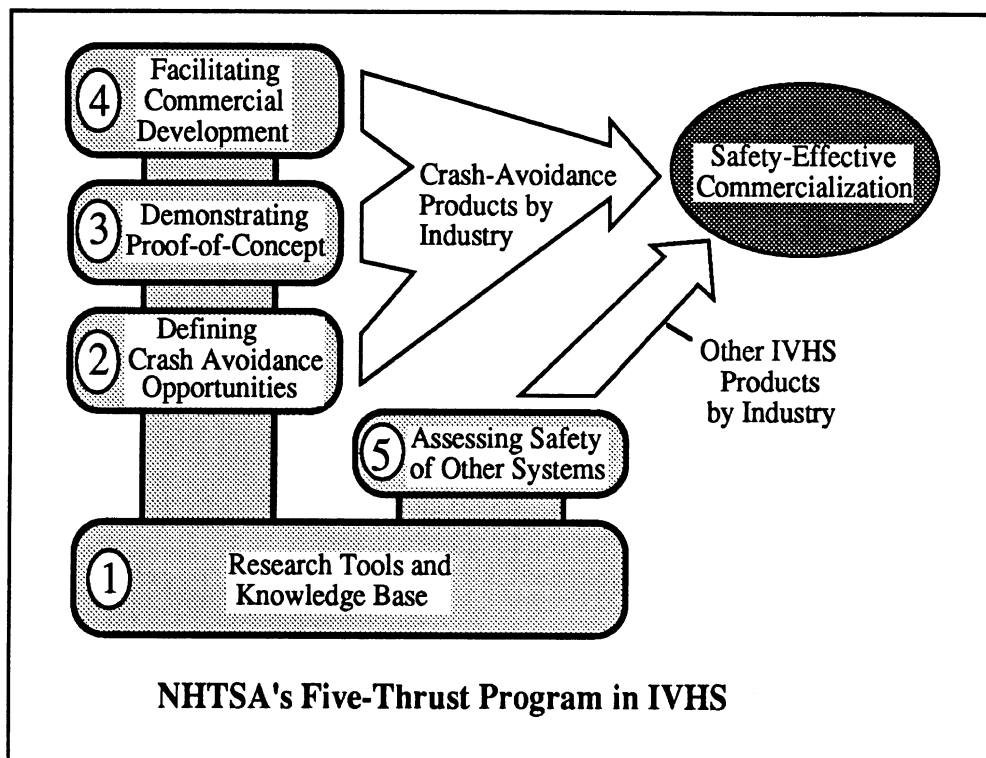 4
Facilitating
Commercial
Development
3
Demonstrating
Proof-of-Concept
2
Defining
Crash Avoidance
Opportunities
Crash-Avoidance
Products by
Industry
Safety-Effective
Commercialization
Other IVHS
Products
by Industry
5
Assessing Safety
of Other Systems
1
Research Tools and
Knowledge Base
NHTSA's Five-Thrust Program in IVHS